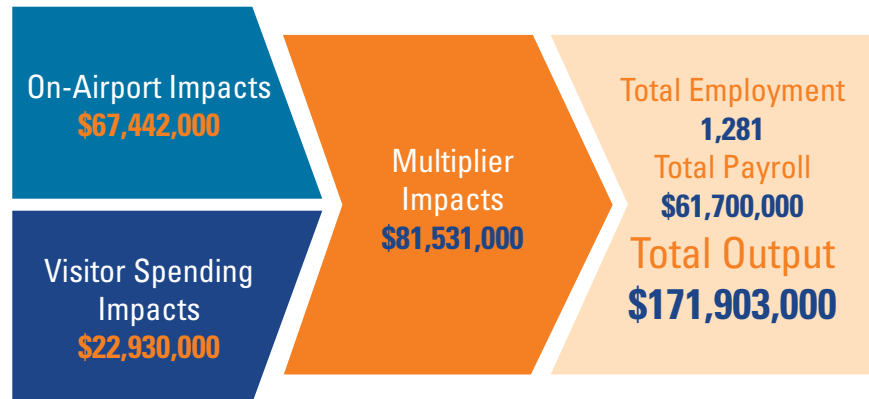 On-Airport Impacts
$67,442,000
Visitor Spending
Impacts
$22,930,000
Multiplier
Impacts
$81,531,000
Total Employment
1,281
Total Payroll
$61,700,000
Total Output
$171,903,000